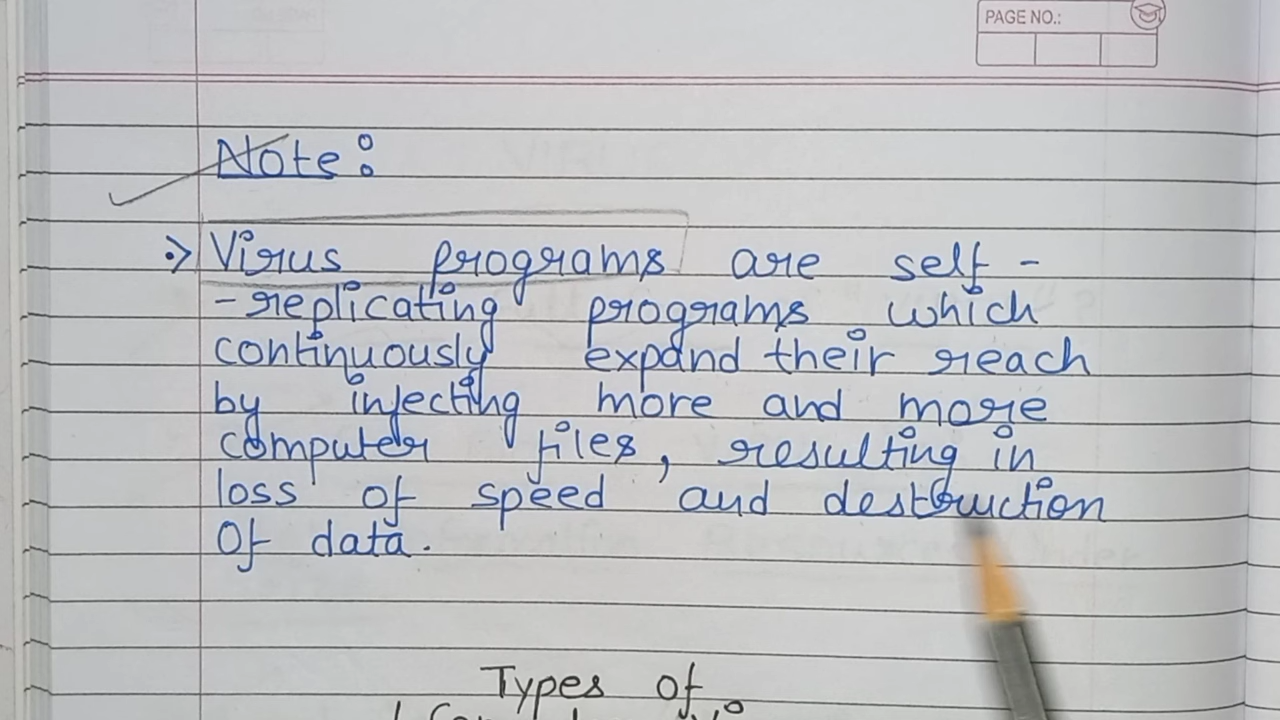 PAGE NO.:
Note:
Virus programs are self-
-replicating programs which
continuously expand their reach
by injecting more and more
computer files, resulting in
loss of speed and destruction
Of data.
Types of